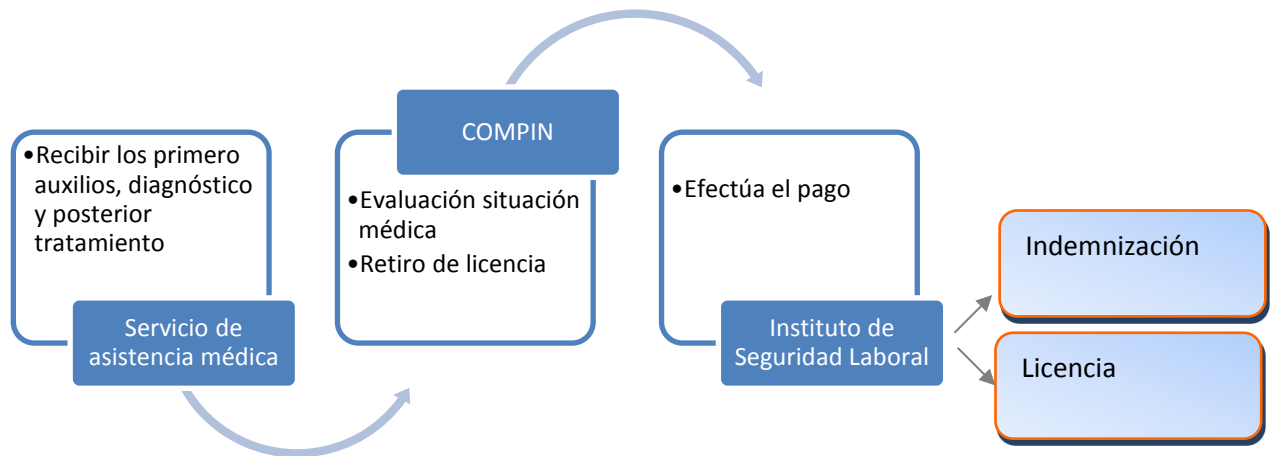 •Recibir los primero
auxilios, diagnóstico
y posterior
tratamiento
Servicio de
asistencia médica
COMPIN
•Evaluación situación
médica
•Retiro de licencia
•Efectúa el pago
Instituto de
Seguridad Laboral
Indemnización
Licencia